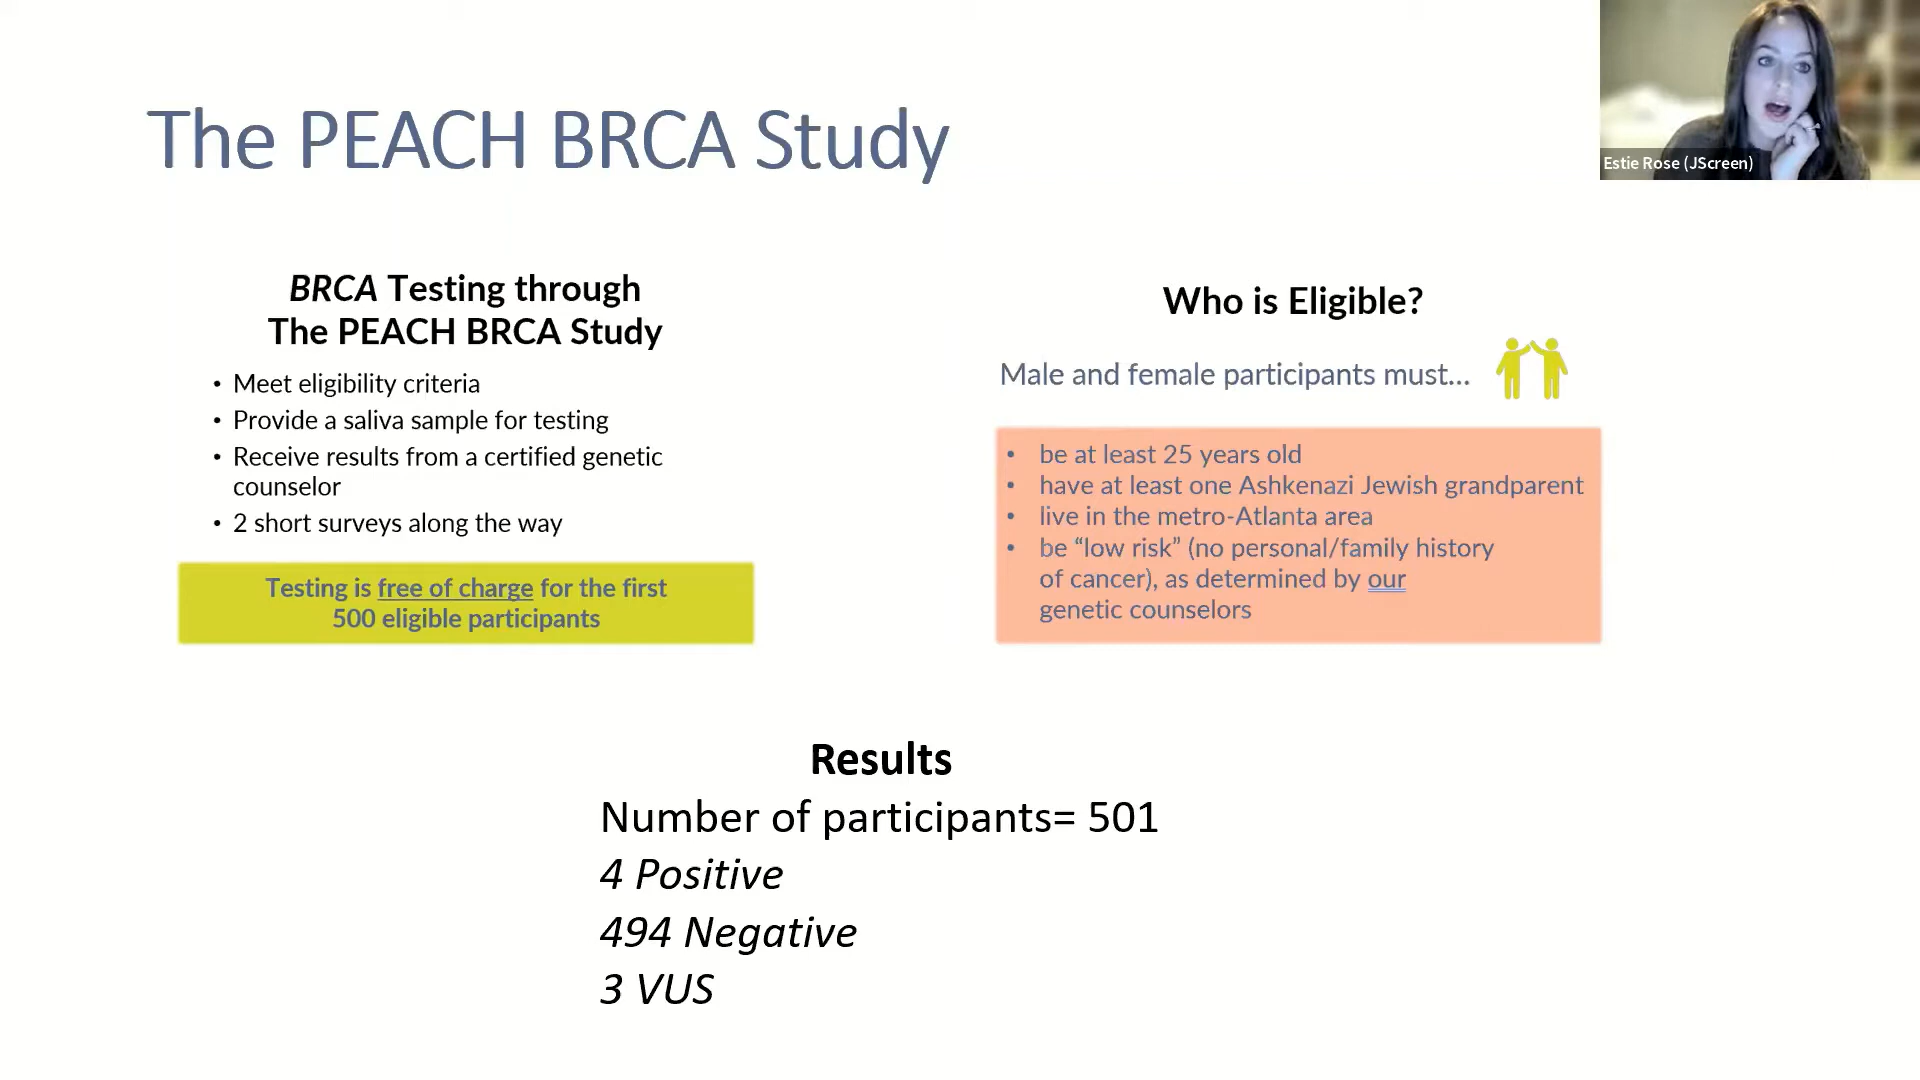 The PEACH BRCA Study
Estie Rose (JScreen)
BRCA Testing through
The PEACH BRCA Study
• Meet eligibility criteria
• Provide a saliva sample for testing
• Receive results from a certified genetic
counselor
• 2 short surveys along the way
Testing is free of charge for the first
500 eligible participants
Who is Eligible?
Male and female participants must...
• be at least 25 years old
• have at least one Ashkenazi Jewish grandparent
• live in the metro-Atlanta area
• be “low risk” (no personal/family history
of cancer), as determined by our
genetic counselors
Results
Number of participants= 501
4 Positive
494 Negative
3 VUS